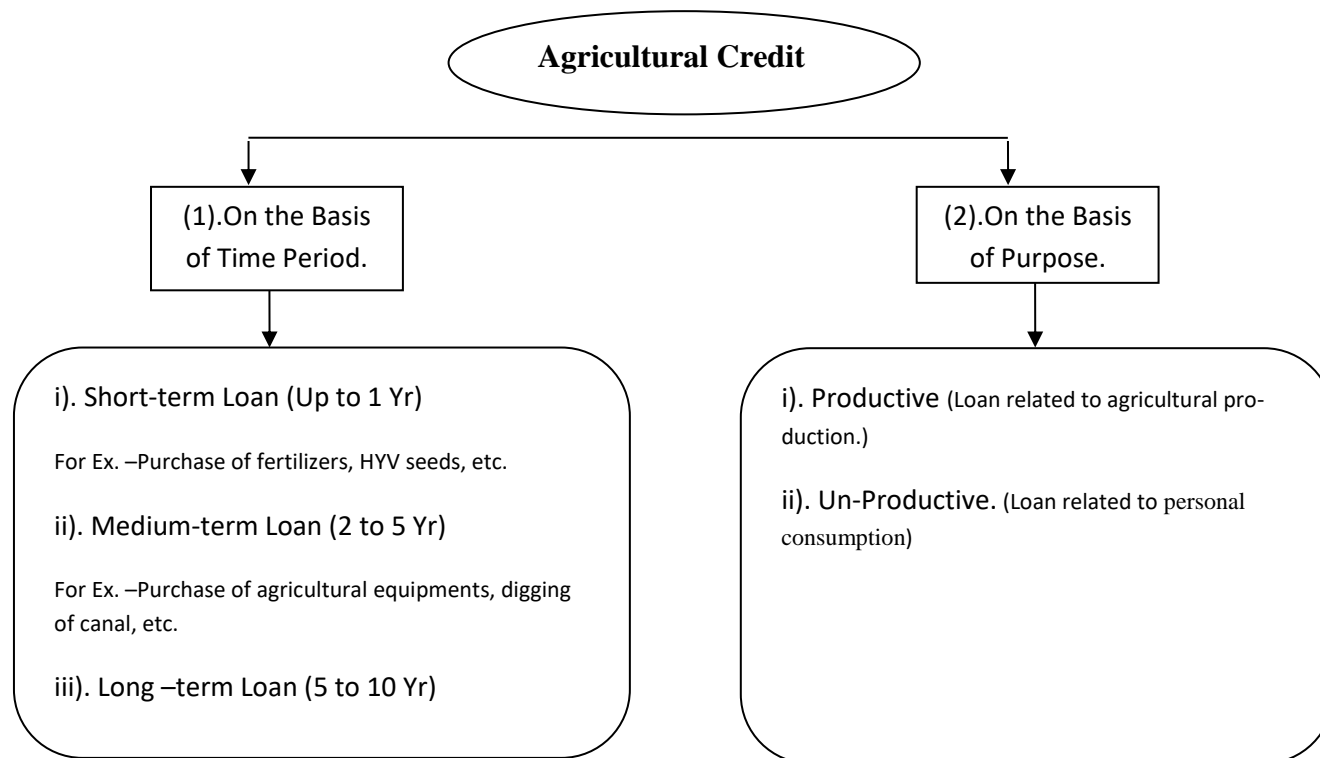 Agricultural Credit
(1).On the Basis
of Time Period.
(2).On the Basis
of Purpose.
i). Short-term Loan (Up to 1 Yr)
For Ex. –Purchase of fertilizers, HYV seeds, etc.
ii). Medium-term Loan (2 to 5 Yr)
For Ex. –Purchase of agricultural equipments, digging
of canal, etc.
iii). Long –term Loan (5 to 10 Yr)
i). Productive (Loan related to agricultural pro-
duction.)
ii). Un-Productive. (Loan related to personal
consumption)